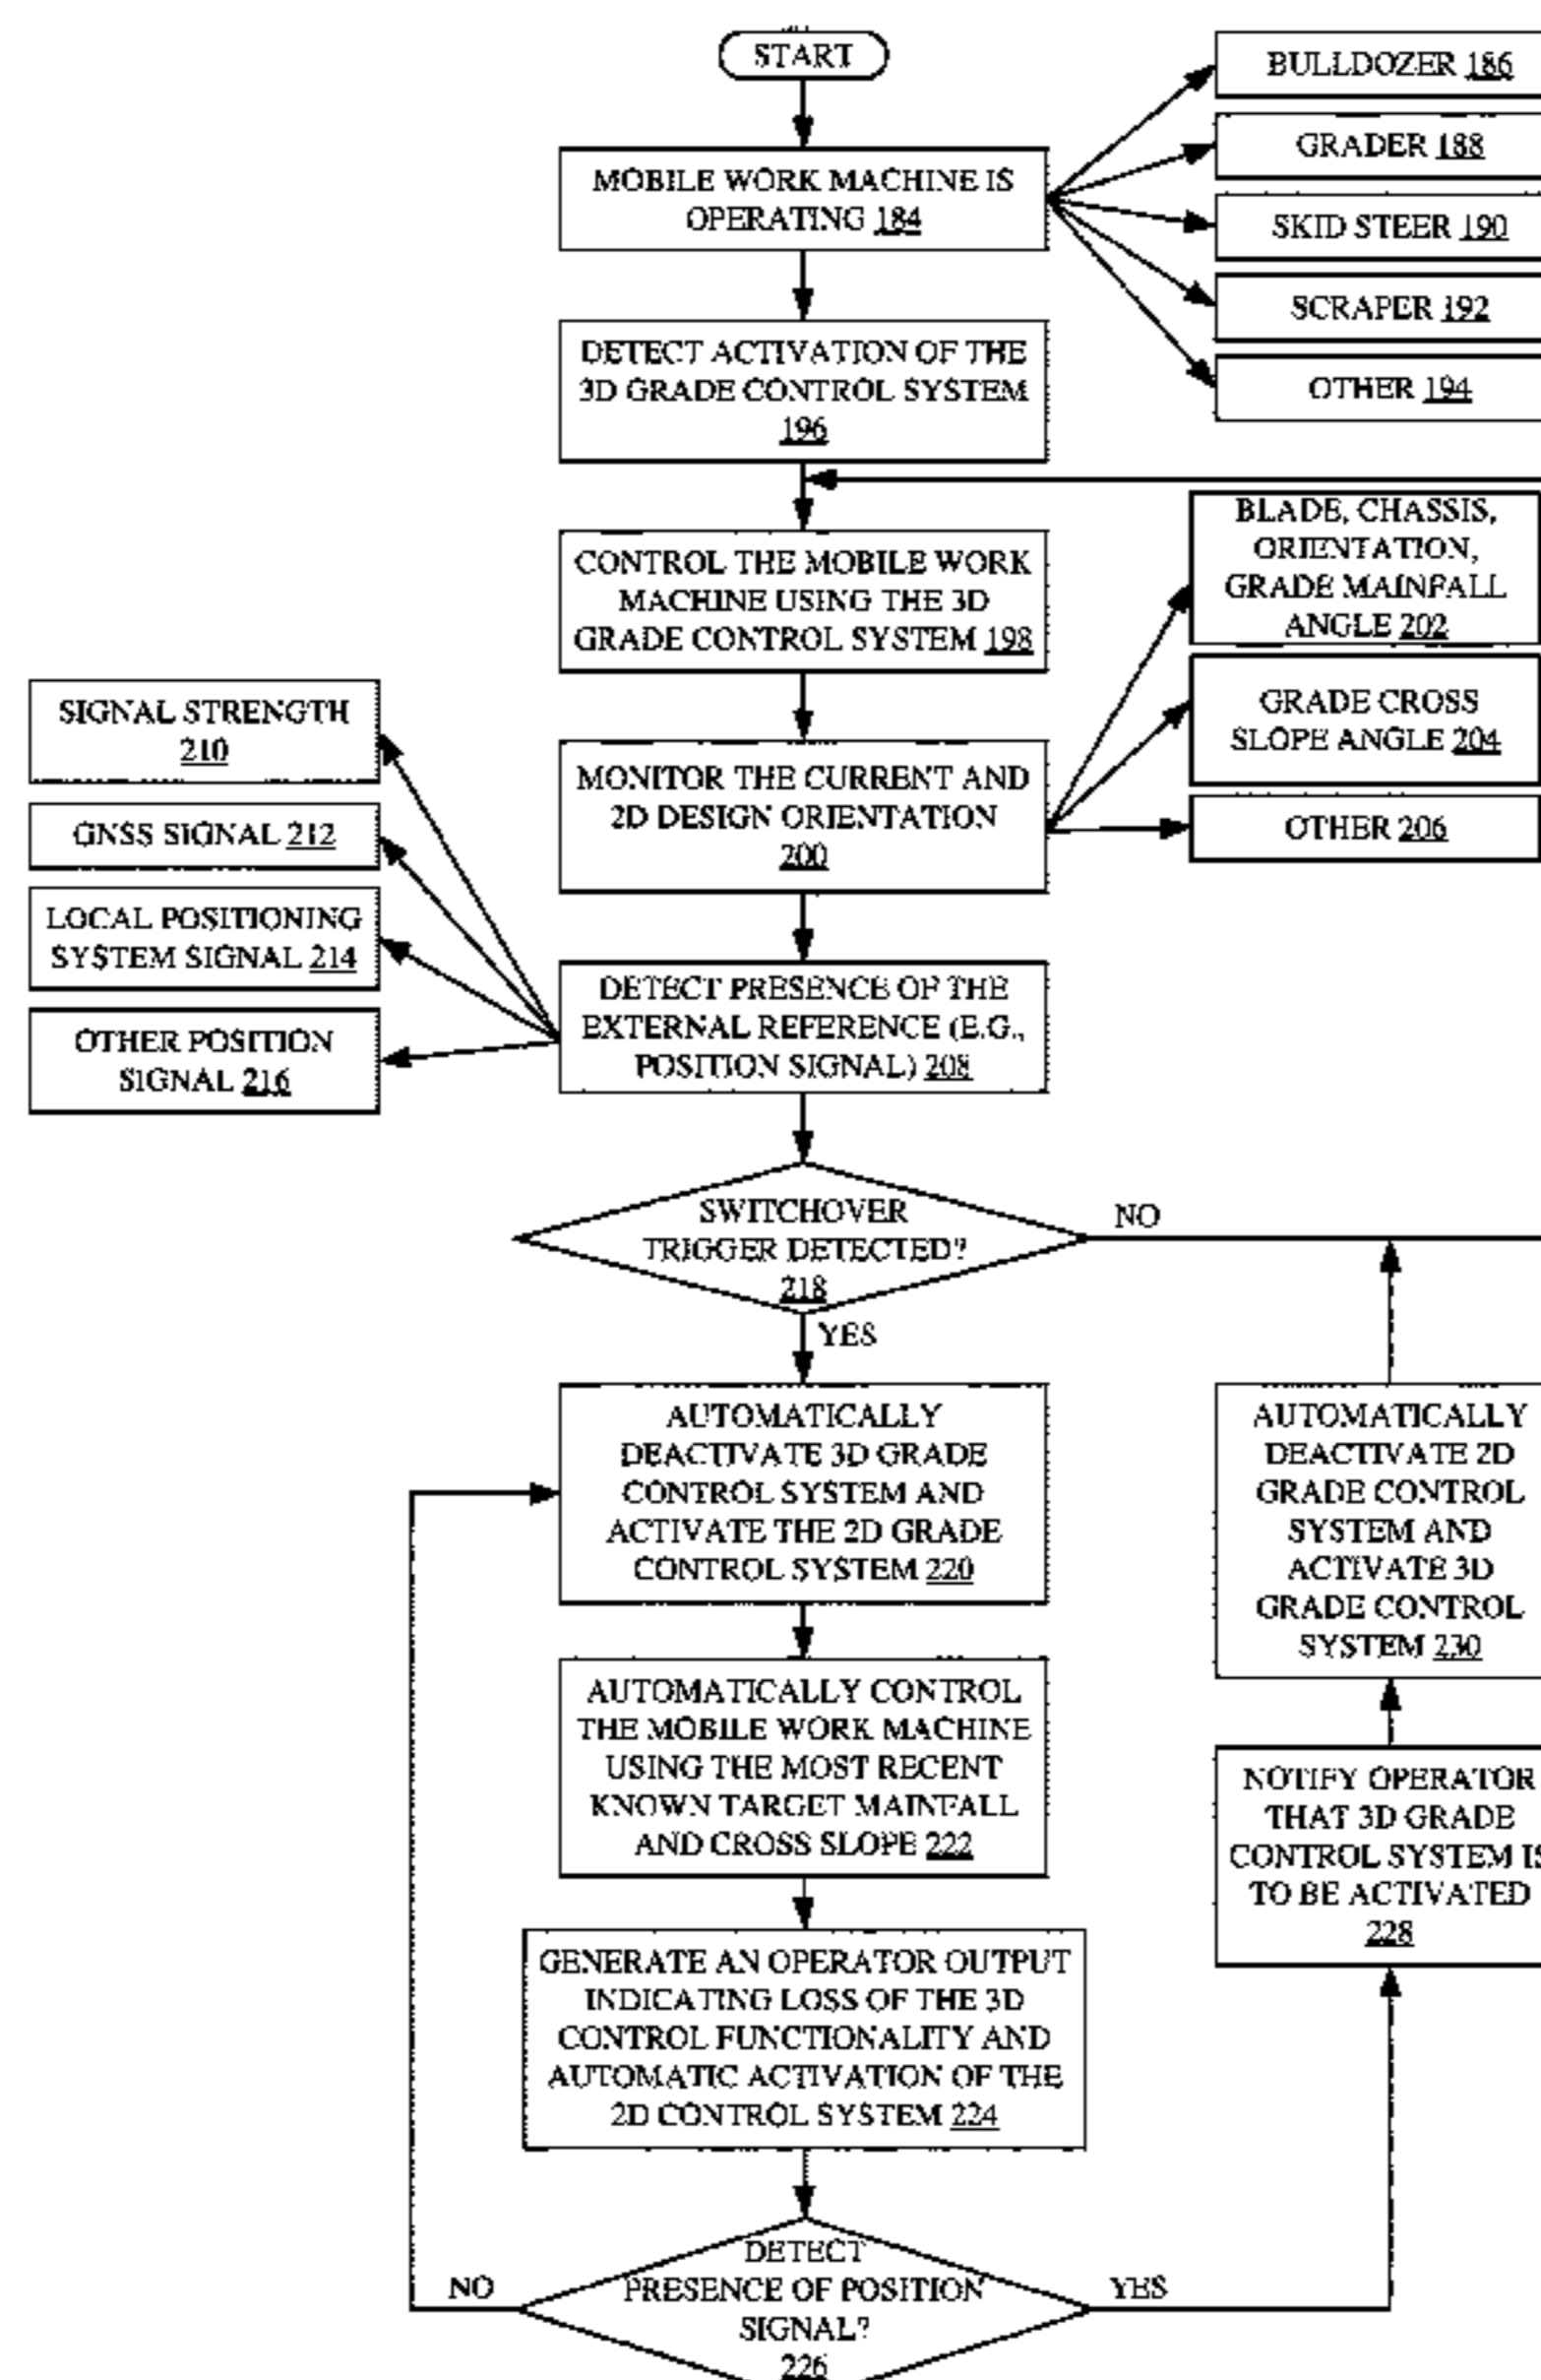 START
MOBILE WORK MACHINE IS
OPERATING 184
BULLDOZER 186
GRADER 188
SKID STEER 190
SCRAPER 192
OTHER 194
DETECT ACTIVATION OF THE
3D GRADE CONTROL SYSTEM
196
CONTROL THE MOBILE WORK
MACHINE USING THE 3D
GRADE CONTROL SYSTEM 198
MONITOR THE CURRENT AND
2D DESIGN ORIENTATION
200
BLADE, CHASSIS,
ORIENTATION,
GRADE MAINFALL
ANGLE 202
GRADE CROSS
SLOPE ANGLE 204
OTHER 206
DETECT PRESENCE OF THE
EXTERNAL REFERENCE (E.G.,
POSITION SIGNAL) 208
SIGNAL STRENGTH
210
GNSS SIGNAL 212
LOCAL POSITIONING
SYSTEM SIGNAL 214
OTHER POSITION
SIGNAL 216
SWITCHOVER
TRIGGER DETECTED?
218
NO
YES
AUTOMATICALLY
DEACTIVATE 3D GRADE
CONTROL SYSTEM AND
ACTIVATE THE 2D GRADE
CONTROL SYSTEM 220
AUTOMATICALLY CONTROL
THE MOBILE WORK MACHINE
USING THE MOST RECENT
KNOWN TARGET MAINFALL
AND CROSS SLOPE 222
GENERATE AN OPERATOR OUTPUT
INDICATING LOSS OF THE 3D
CONTROL FUNCTIONALITY AND
AUTOMATIC ACTIVATION OF THE
2D CONTROL SYSTEM 224
DETECT
PRESENCE OF POSITION
SIGNAL?
226
NO
YES
NOTIFY OPERATOR
THAT 3D GRADE
CONTROL SYSTEM IS
TO BE ACTIVATED
228
AUTOMATICALLY
DEACTIVATE 2D
GRADE CONTROL
SYSTEM AND
ACTIVATE 3D
GRADE CONTROL
SYSTEM 230